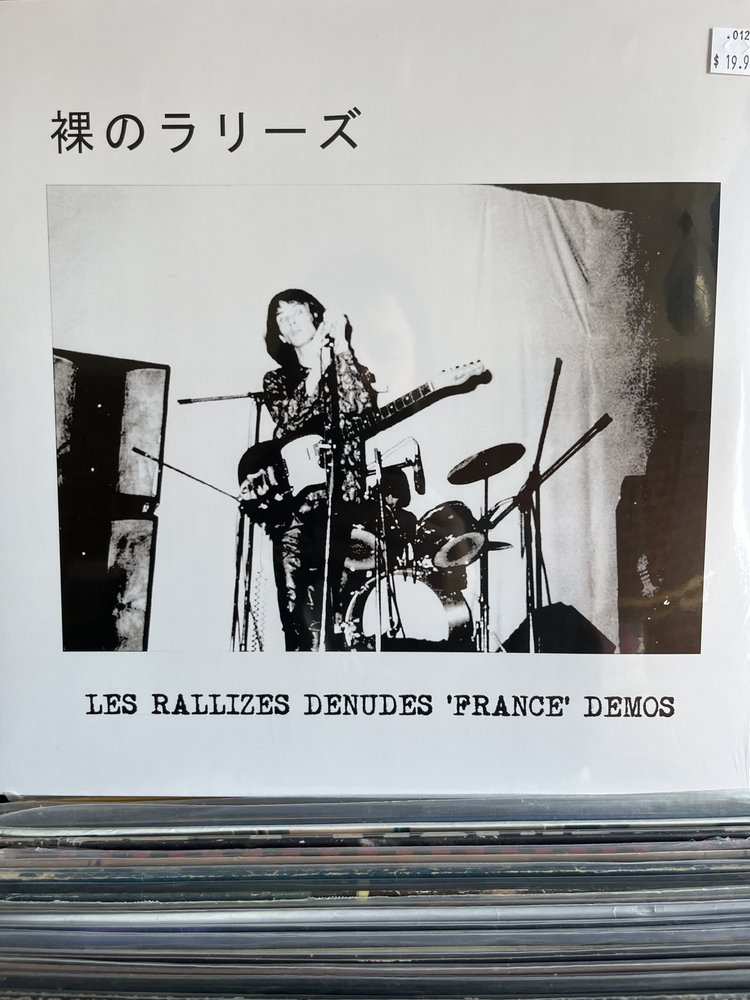 .012
$ 19.9
裸のラリーズ
LES RALLIZES DENUDES 'FRANCE' DEMOS